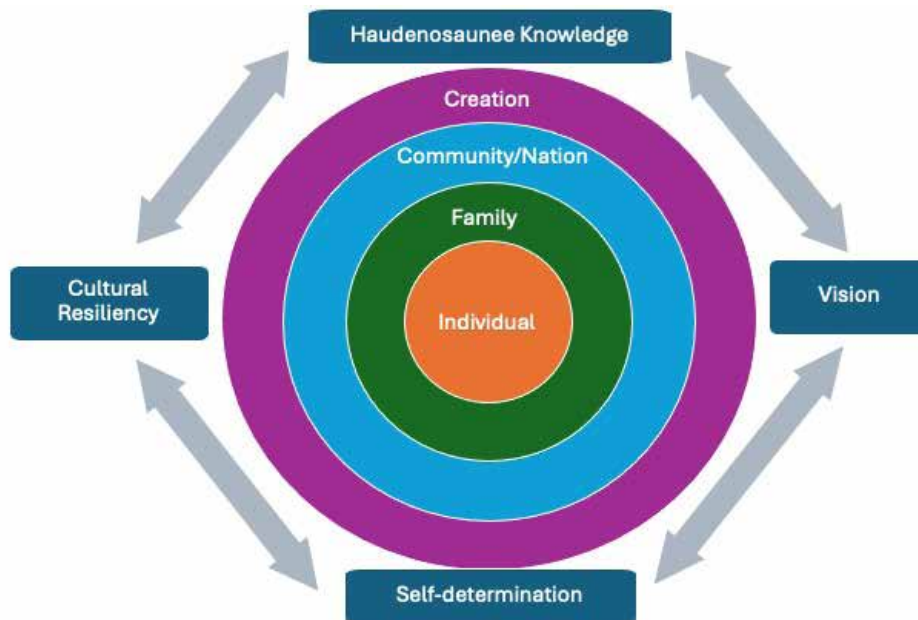 Haudenosaunee Knowledge
Creation
Community/Nation
Family
Cultural
Resiliency
Individual
Vision
Self-determination